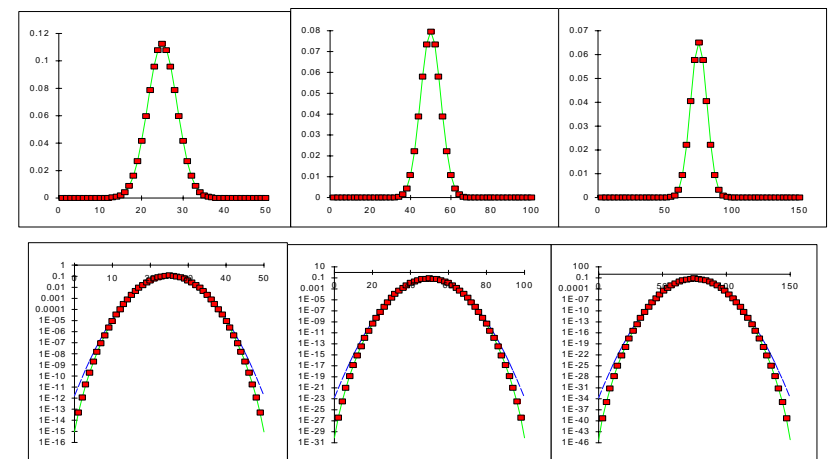 0.12
0.1
0.08
0.06
0.04
0.02
0
0 10 20 30 40 50
0.08
0.07
0.06
0.05
0.04
0.03
0.02
0.01
0
0 20 40 60 80 100
0.07
0.06
0.05
0.04
0.03
0.02
0.01
0
0 50 100 150
1
0.1
0.01
0.001
0.0001
1E-05
1E-06
1E-07
1E-08
1E-09
1E-10
1E-11
1E-12
1E-13
1E-14
1E-15
1E-16
10 40 50
10
0.1
0.001
1E-05
1E-07
1E-09
1E-11
1E-13
1E-15
1E-17
1E-19
1E-21
1E-23
1E-25
1E-27
1E-29
1E-31
20 80 100
100
0.1
0.0001
1E-07
1E-10
1E-13
1E-16
1E-19
1E-22
1E-25
1E-28
1E-31
1E-34
1E-37
1E-40
1E-43
1E-46
150